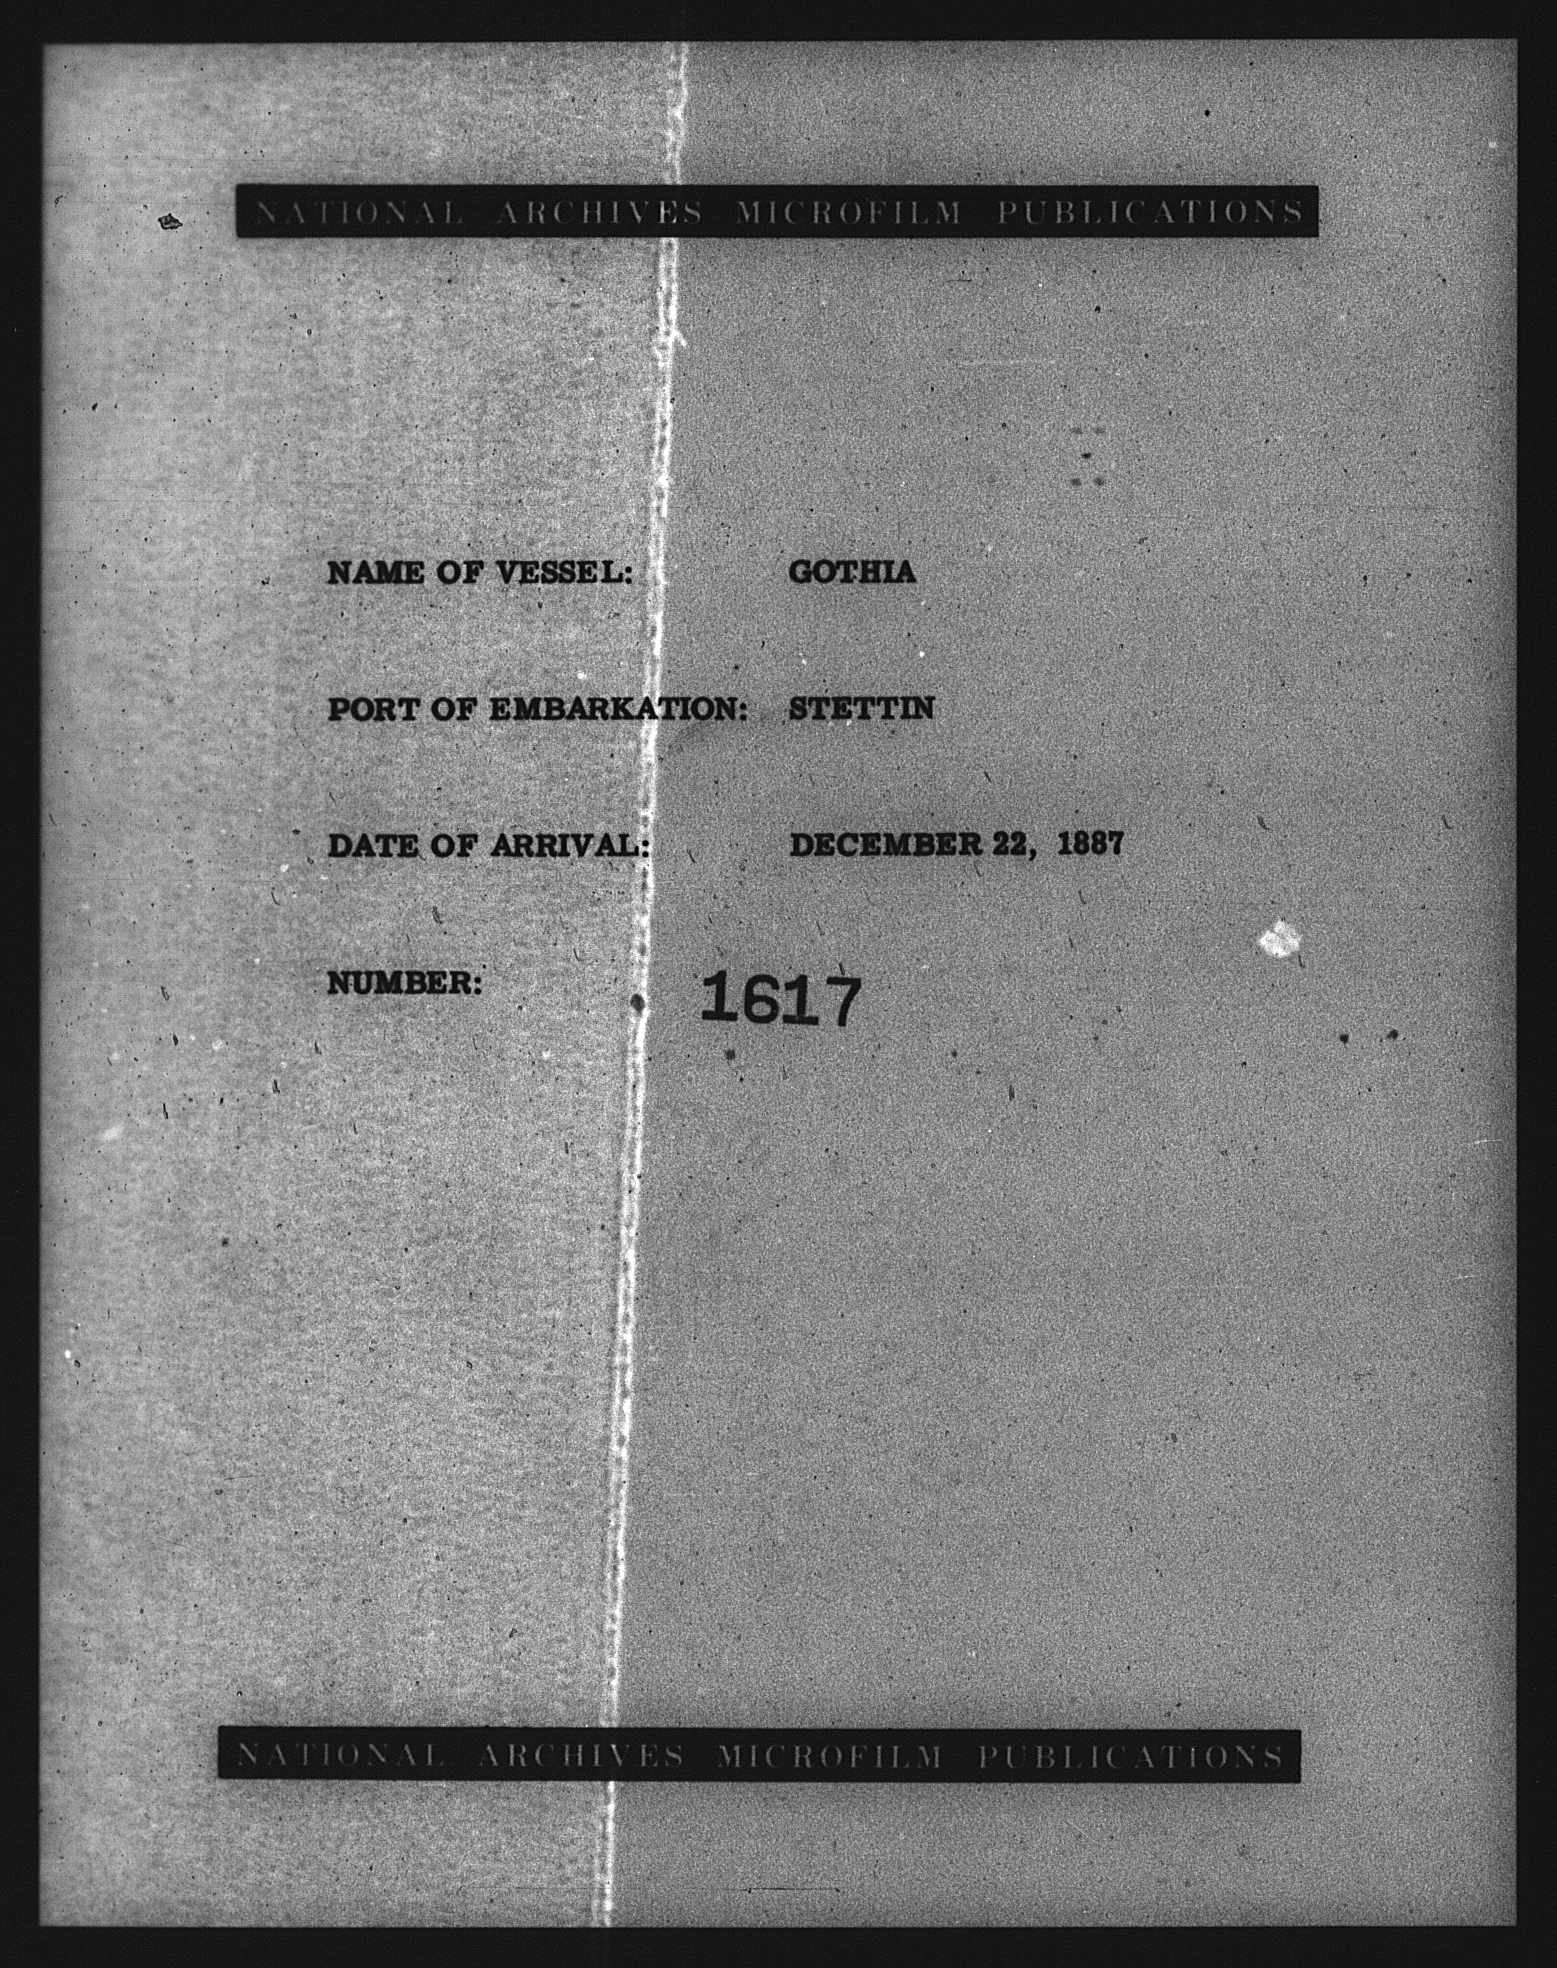 NATIONAL ARCHIVES MICROFILM PUBLICATIONS
NAME OF VESSEL: GOTHIA
PORT OF EMBARKATION: STETTIN
DATE OF ARRIVAL: DECEMBER 22, 1887
NUMBER: 1617
NATIONAL ARCHIVES MICROFILM PUBLICATIONS